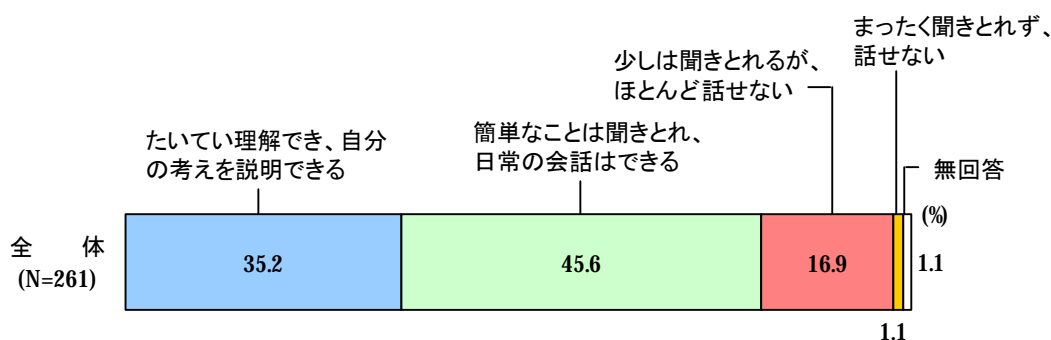 まったく聞きとれず、
話せない
少しは聞きとれるが、
ほとんど話せない
簡単なことは聞きとれ、
日常の会話はできる
たいてい理解でき、自分
の考えを説明できる
無回答
(%)
全　体
(N=261)
35.2
45.6
16.9
1.1
1.1